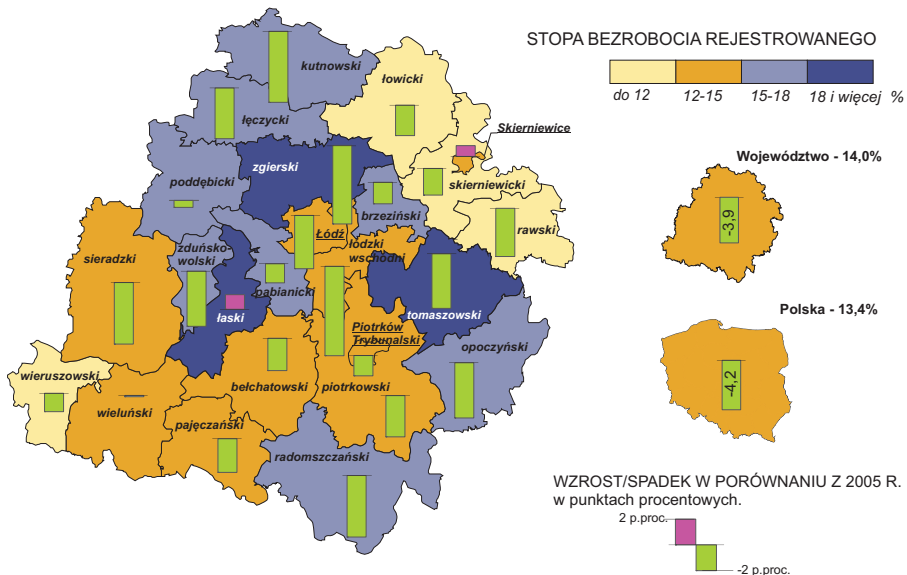 STOPA BEZROBOCIA REJESTROWANEGO
do 12
12-15
15-18
18 i więcej %
kutnowski
łowicki
łęczycki
Skierniewice
zgierski
poddębicki
skierniewicki
brzeziński
rawski
Łódź
łódzki
wschodni
zduńsko-
wolski
sieradzki
pabianicki
łaski
tomaszowski
Piotrków
Trybunalski
opoczyński
wieruszowski
bełchatowski
piotrkowski
wieluński
pajęczański
radomszczański
Województwo - 14,0%
-3,9
Polska - 13,4%
-4,2
WZROST/SPADEK W PORÓWNANIU Z 2005 R.
w punktach procentowych.
2 p.proc.
-2 p.proc.